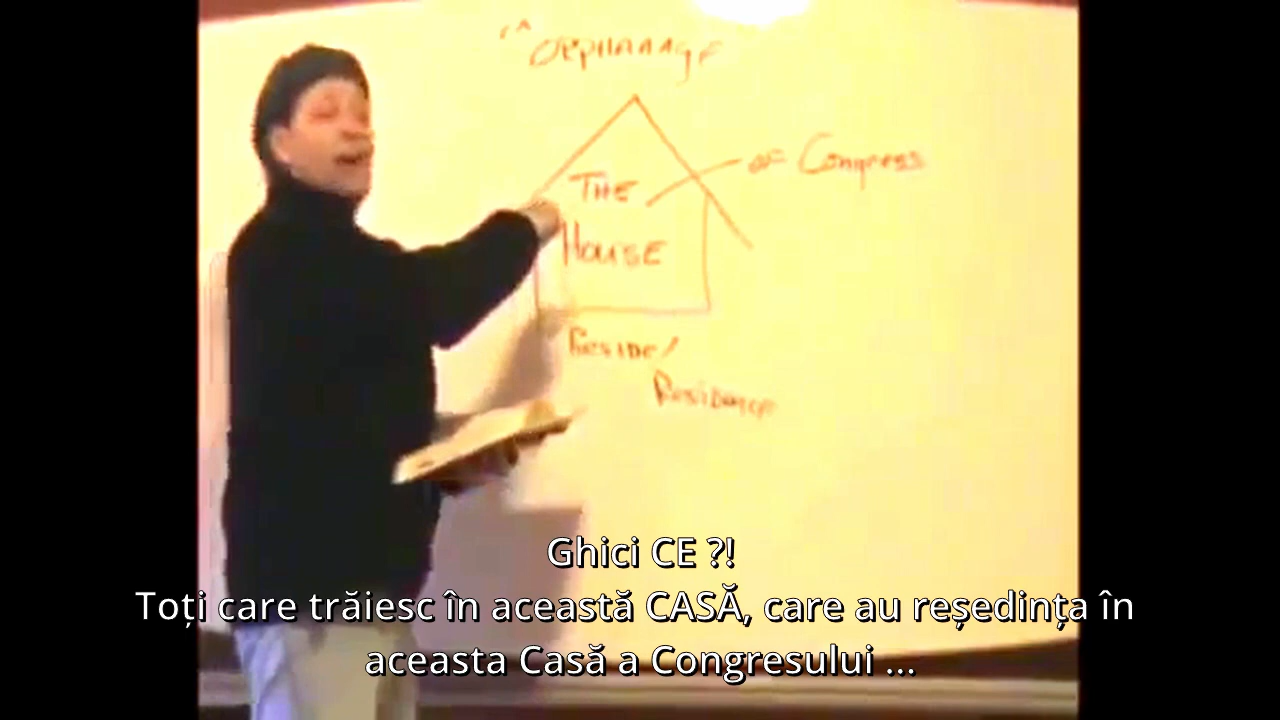 ORPHANAGE
THE
HOUSE
OF Congress
Reside/
Residence
Ghici CE ?!
Toți care trăiesc în această CASĂ, care au reședința în
aceasta Casă a Congresului ...